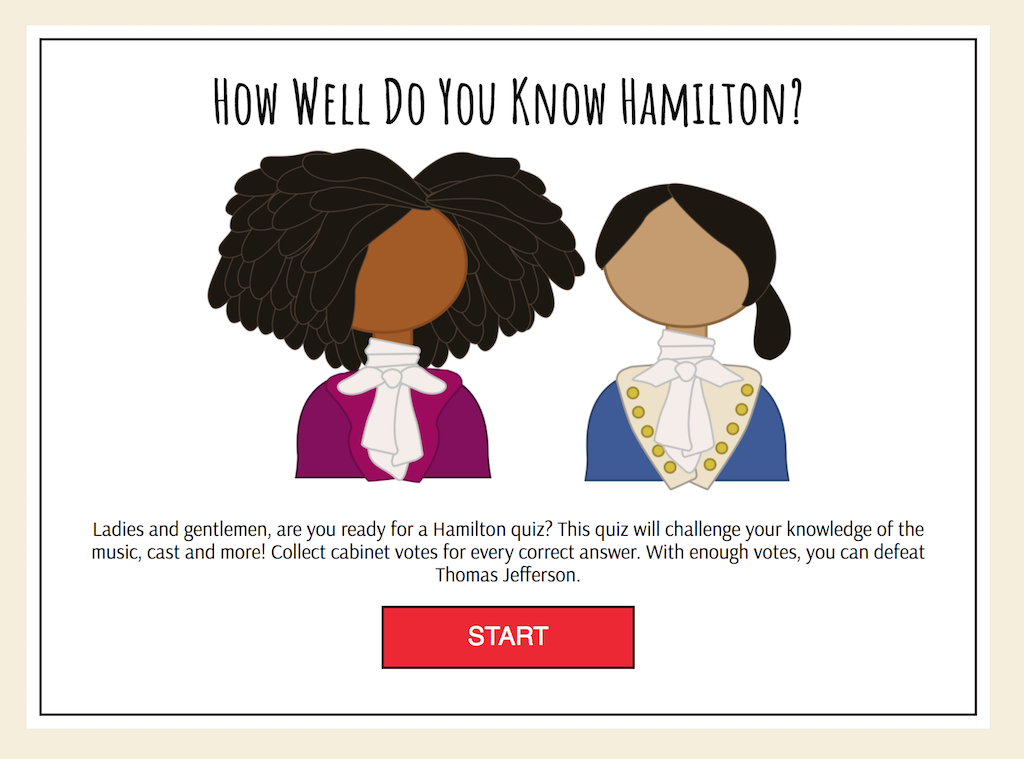 How Well Do You Know Hamilton?
Ladies and gentlemen, are you ready for a Hamilton quiz? This quiz will challenge your knowledge of the
music, cast and more! Collect cabinet votes for every correct answer. With enough votes, you can defeat
Thomas Jefferson.
START